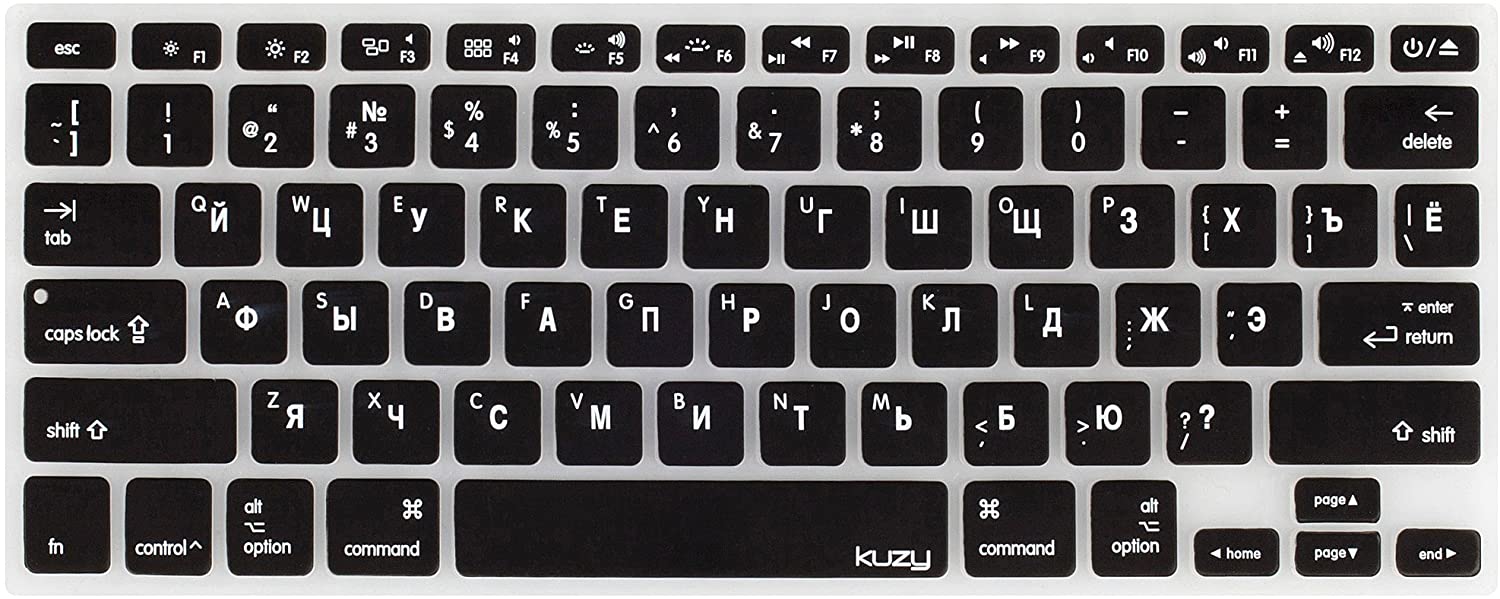 esc F1 F2 F3 F4 F5 F6 F7 F8 F9 F10 F11 F12
~ [ ` ] ! 1 “ @ 2 № # 3 % $ 4 : % 5 , ^ 6 . & 7 ; * 8 ( 9 ) 0 – - + = ← delete
tab Q Й W Ц E У R К T Е Y Н U Г I Ш O Щ P З { [ Х } ] Ъ | \ Ё
caps lock A Ф S Ы D В F А G П H Р J О K Л L Д : ; Ж " , Э enter return
shift Z Я X Ч C С V М B И N Т M Ь < , Б > . Ю ? / ? shift
fn control ^ alt option ⌘ command kuzy ⌘ command alt option ◀ home page ▲ page ▼ end ▶